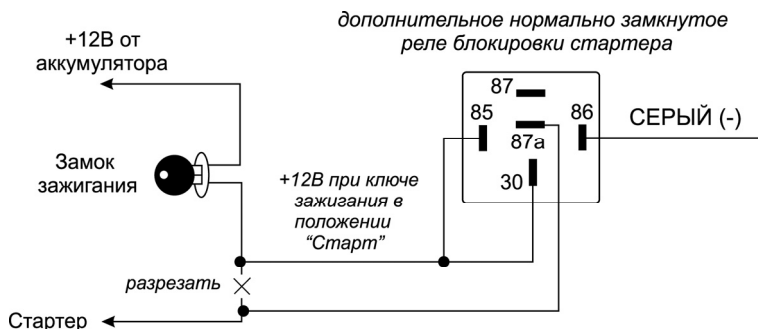 дополнительное нормально замкнутое
реле блокировки стартера
+12В от
аккумулятора
87
85
86
87а
30
СЕРЫЙ (-)
Замок
зажигания
+12В при ключе
зажигания в
положении
“Старт”
разрезать
Стартер